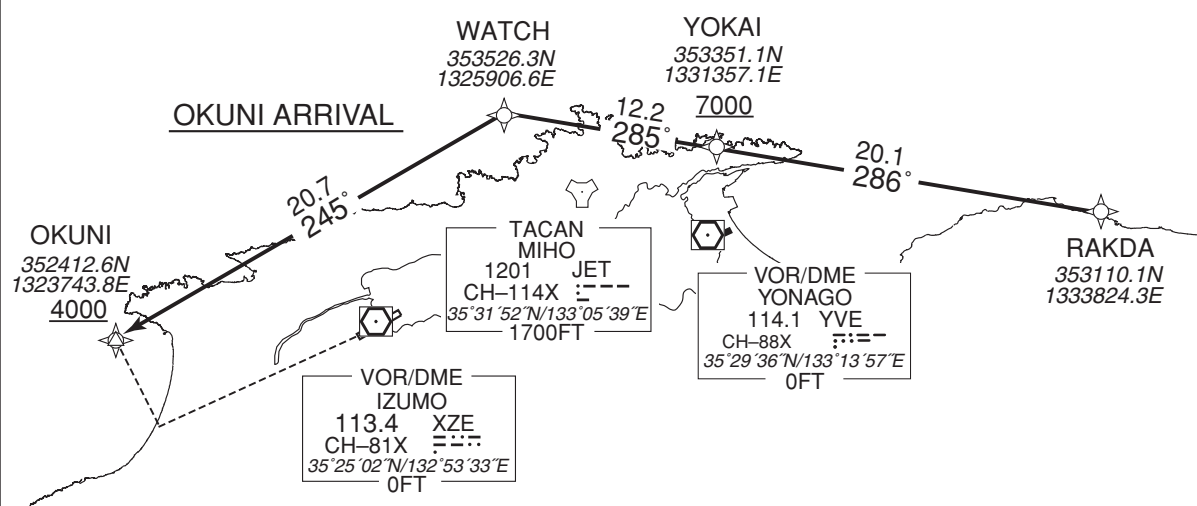 WATCH
353526.3N
1325906.6E
YOKAI
353351.1N
1331357.1E
7000
OKUNI ARRIVAL
12.2
285°
20.1
286°
20.7
245°
OKUNI
352412.6N
1323743.8E
4000
RAKDA
353110.1N
1333824.3E
TACAN
MIHO
1201 JET
CH–114X
35°31´52˝N/133°05´39˝E
1700FT
VOR/DME
YONAGO
114.1 YVE
CH–88X
35°29´36˝N/133°13´57˝E
0FT
VOR/DME
IZUMO
113.4 XZE
CH–81X
35°25´02˝N/132°53´33˝E
0FT